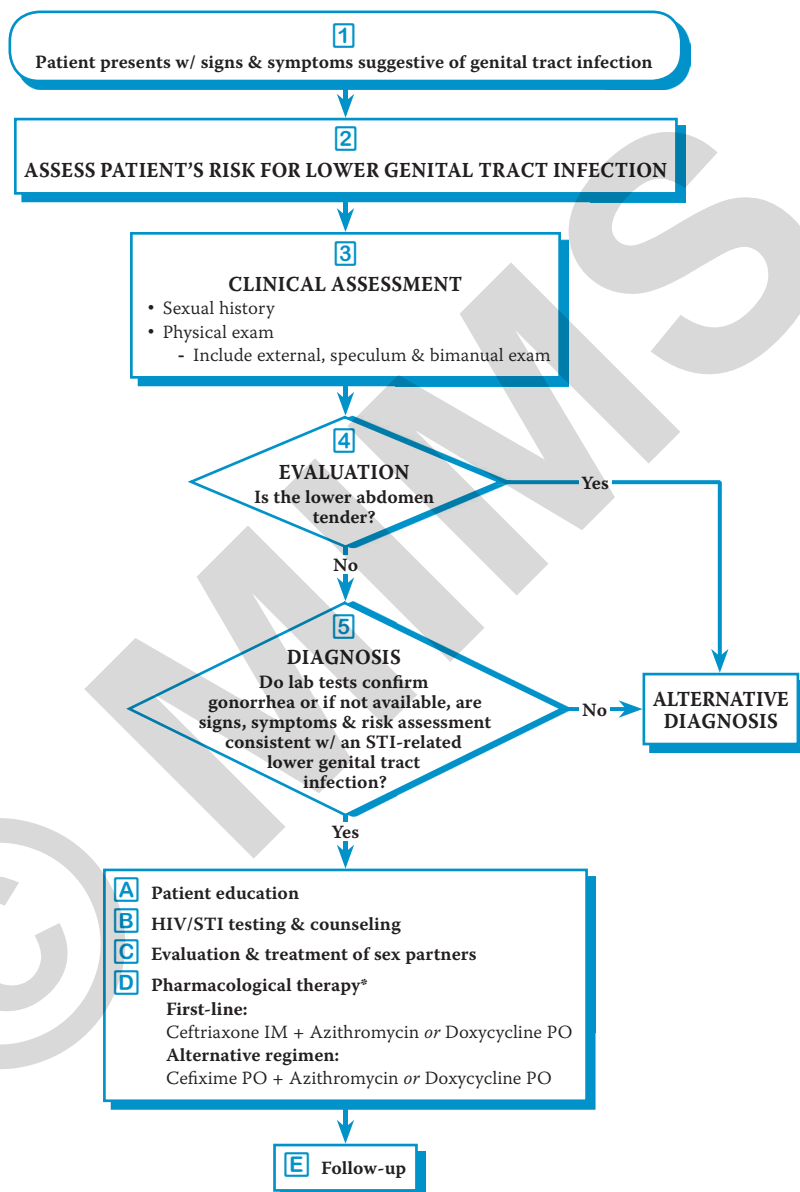 1
Patient presents w/ signs & symptoms suggestive of genital tract infection
2
ASSESS PATIENT'S RISK FOR LOWER GENITAL TRACT INFECTION
3
CLINICAL ASSESSMENT
• Sexual history
• Physical exam
- Include external, speculum & bimanual exam
4
EVALUATION
Is the lower abdomen
tender?
Yes
No
5
DIAGNOSIS
Do lab tests confirm
gonorrhea or if not available, are
signs, symptoms & risk assessment
consistent w/ an STI-related
lower genital tract
infection?
No
ALTERNATIVE
DIAGNOSIS
Yes
A Patient education
B HIV/STI testing & counseling
C Evaluation & treatment of sex partners
D Pharmacological therapy*
First-line:
Ceftriaxone IM + Azithromycin or Doxycycline PO
Alternative regimen:
Cefixime PO + Azithromycin or Doxycycline PO
E Follow-up
© MIMS